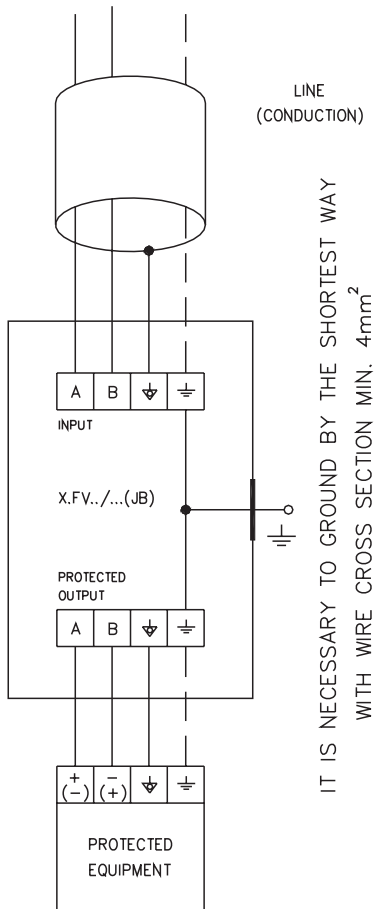 LINE
(CONDUCTION)
A B
INPUT
X.FV../...(JB)
PROTECTED
OUTPUT
A B
+ −
(−) (+)
PROTECTED
EQUIPMENT
IT IS NECESSARY TO GROUND BY THE SHORTEST WAY
WITH WIRE CROSS SECTION MIN. 4mm²